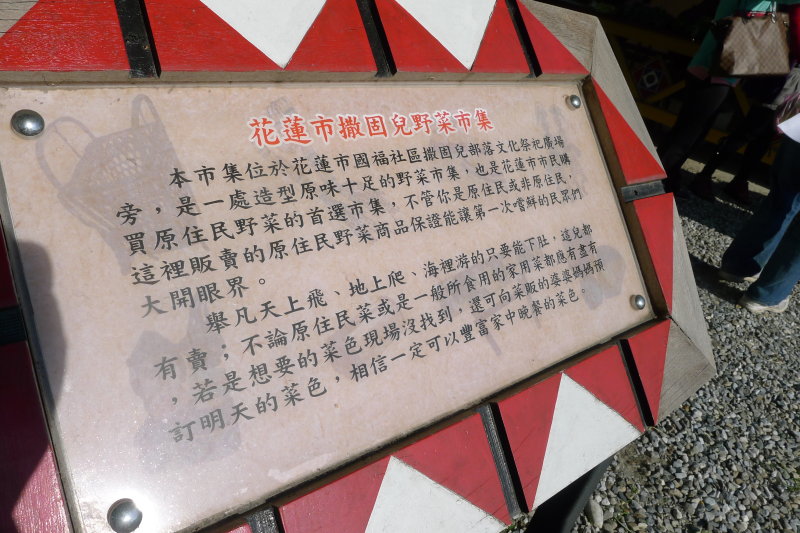 花蓮市撒固兒野菜市集
本市集位於花蓮市國福社區撒固兒部落文化祭祀廣場
旁，是一處造型原味十足的野菜市集，也是花蓮市市民購
買原住民野菜的首選市集，不管你是原住民或非原住民，
這裡販賣的原住民野菜商品保證能讓第一次嚐鮮的民眾們
大開眼界。
舉凡天上飛、地上爬、海裡游的只要能下肚，這兒都
有賣；不論原住民菜或是一般所食用的家用菜都應有盡有
，若是想要的菜色現場沒找到，還可向菜販的婆婆媽媽預
訂明天的菜色，相信一定可以豐富家中晚餐的菜色。